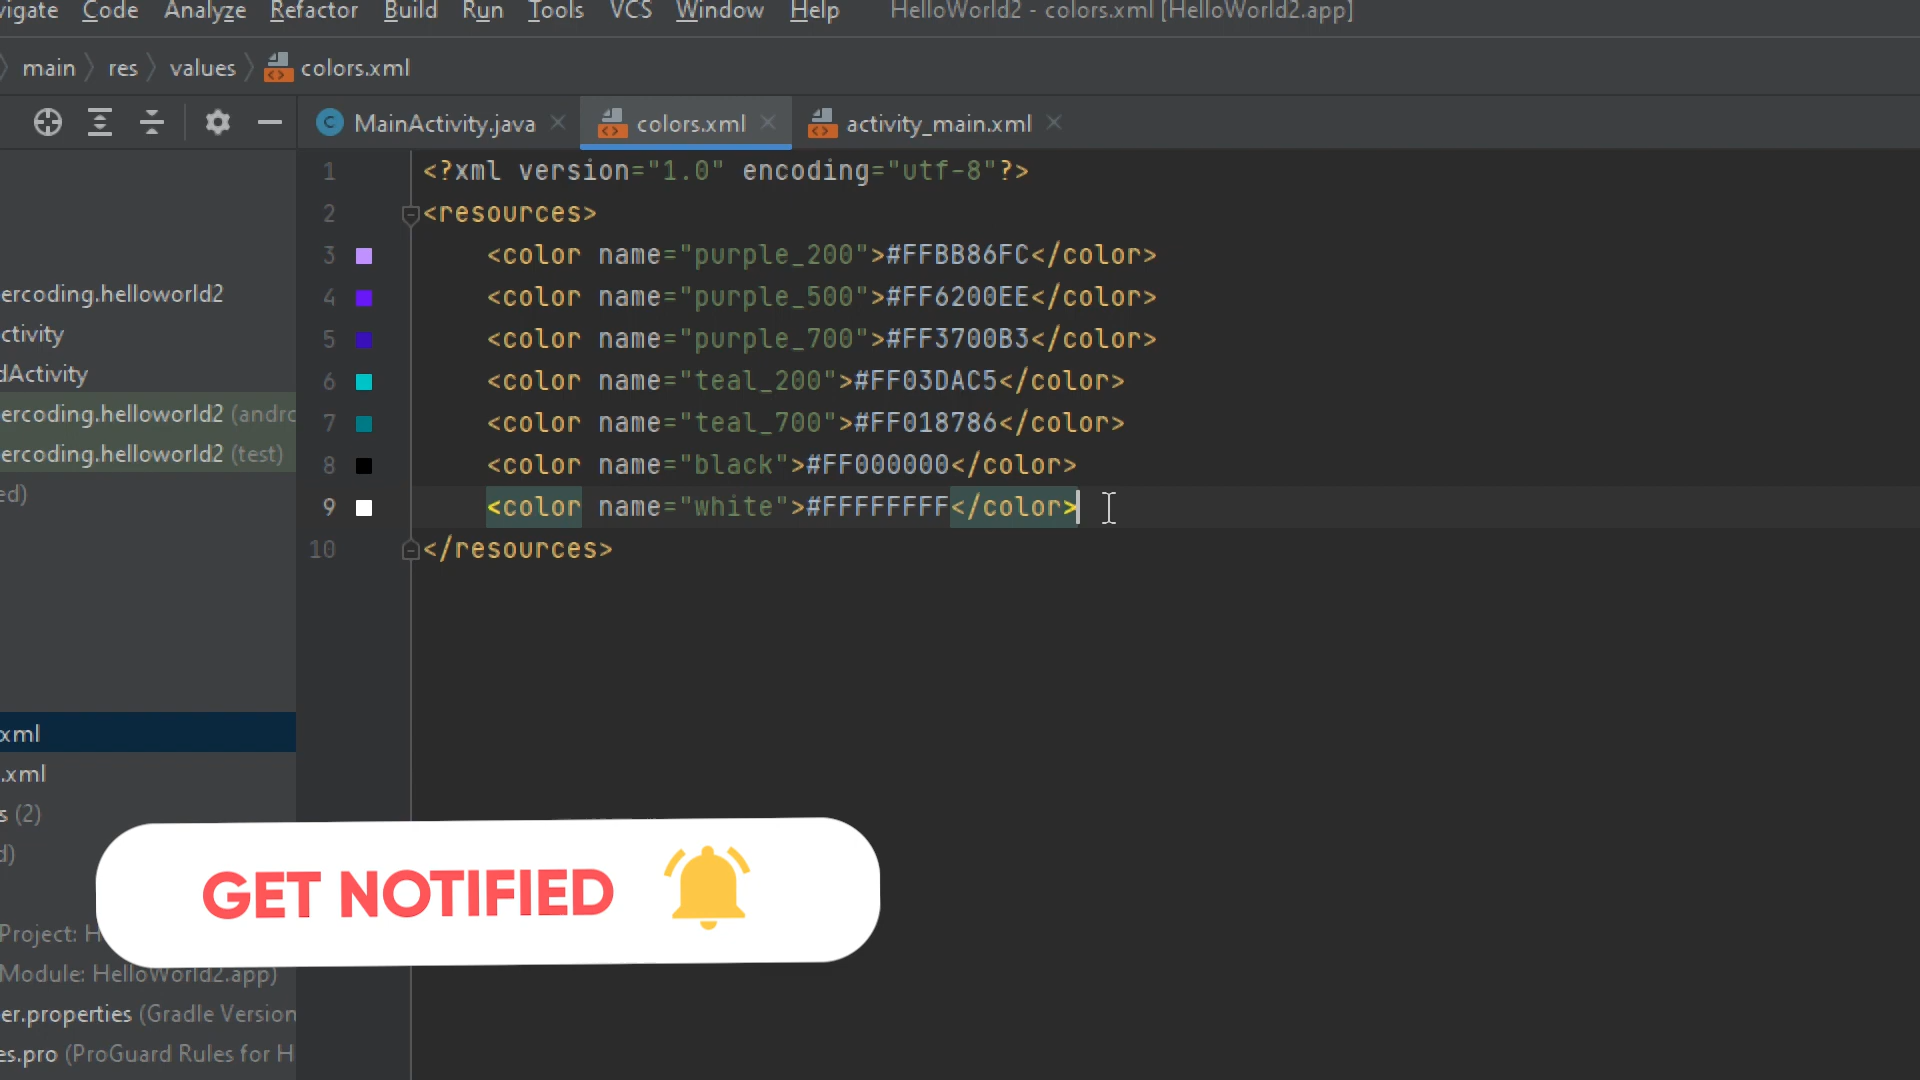 vigate Code Analyze Refactor Build Run Tools VCS Window Help HelloWorld2 - colors.xml [HelloWorld2.app]
main res values colors.xml
MainActivity.java colors.xml activity_main.xml
1 <?xml version="1.0" encoding="utf-8"?>
2 <resources>
3 <color name="purple_200">#FFBB86FC</color>
4 <color name="purple_500">#FF6200EE</color>
5 <color name="purple_700">#FF3700B3</color>
6 <color name="teal_200">#FF03DAC5</color>
7 <color name="teal_700">#FF018786</color>
8 <color name="black">#FF000000</color>
9 <color name="white">#FFFFFFFF</color>
10 </resources>
ercoding.helloworld2
ctivity
dActivity
ercoding.helloworld2 (andro
ercoding.helloworld2 (test)
ed)
xml
.xml
s (2)
d)
GET NOTIFIED
Project: H
Module: HelloWorld2.app)
er.properties (Gradle Version
es.pro (ProGuard Rules for H